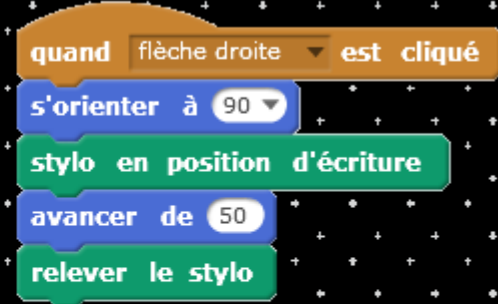 quand flèche droite est cliqué
s'orienter à 90
stylo en position d'écriture
avancer de 50
relever le stylo